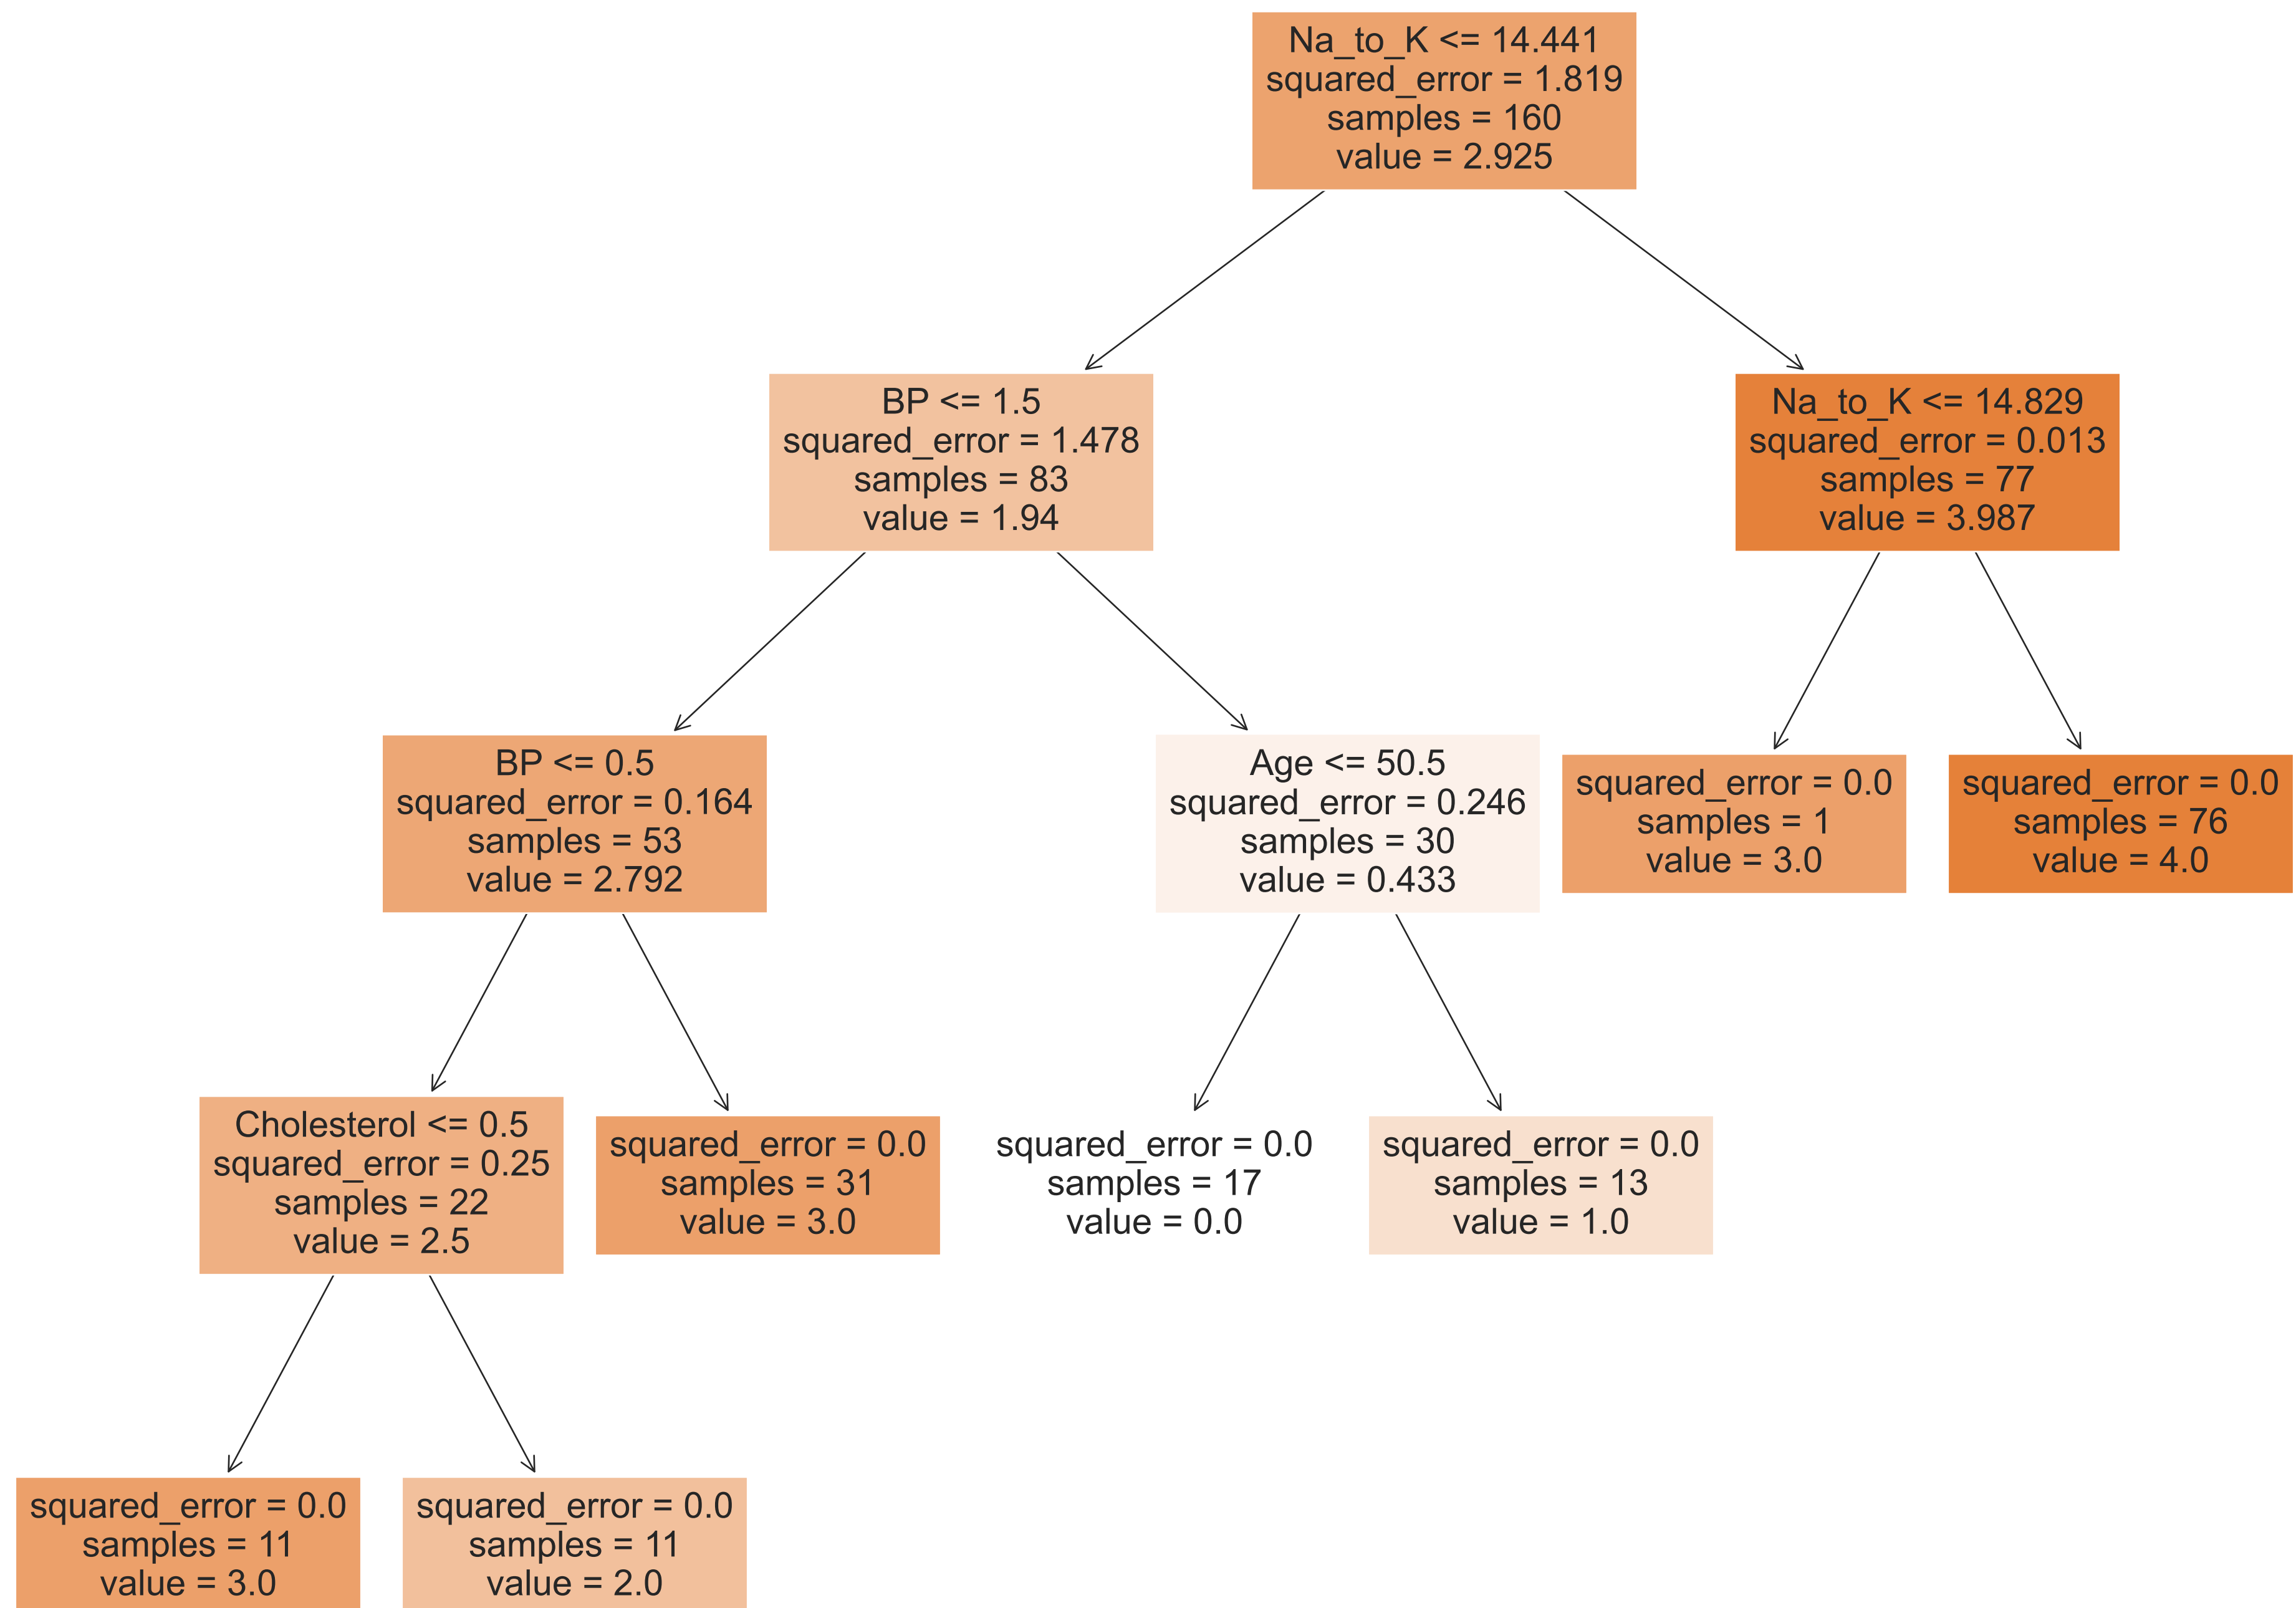 Na_to_K <= 14.441
squared_error = 1.819
samples = 160
value = 2.925
BP <= 1.5
squared_error = 1.478
samples = 83
value = 1.94
Na_to_K <= 14.829
squared_error = 0.013
samples = 77
value = 3.987
BP <= 0.5
squared_error = 0.164
samples = 53
value = 2.792
Age <= 50.5
squared_error = 0.246
samples = 30
value = 0.433
squared_error = 0.0
samples = 1
value = 3.0
squared_error = 0.0
samples = 76
value = 4.0
Cholesterol <= 0.5
squared_error = 0.25
samples = 22
value = 2.5
squared_error = 0.0
samples = 31
value = 3.0
squared_error = 0.0
samples = 17
value = 0.0
squared_error = 0.0
samples = 13
value = 1.0
squared_error = 0.0
samples = 11
value = 3.0
squared_error = 0.0
samples = 11
value = 2.0